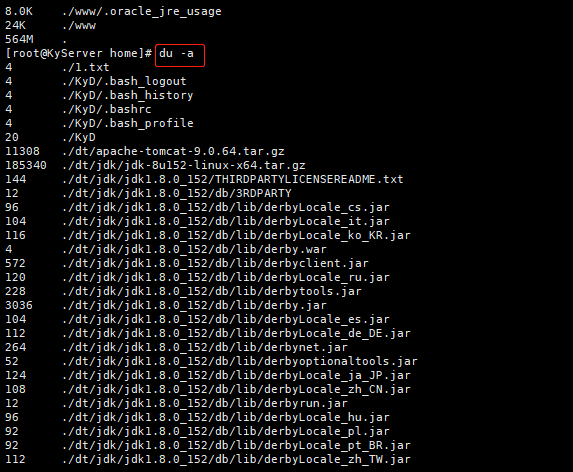 8.0K ./www/.oracle_jre_usage
24K ./www
564M .
[root@KyServer home]# du -a
4 ./1.txt
4 ./KyD/.bash_logout
4 ./KyD/.bash_history
4 ./KyD/.bashrc
4 ./KyD/.bash_profile
20 ./KyD
11308 ./dt/apache-tomcat-9.0.64.tar.gz
185340 ./dt/jdk/jdk-8u152-linux-x64.tar.gz
144 ./dt/jdk/jdk1.8.0_152/THIRDPARTYLICENSEREADME.txt
12 ./dt/jdk/jdk1.8.0_152/db/3RDPARTY
96 ./dt/jdk/jdk1.8.0_152/db/lib/derbyLocale_cs.jar
104 ./dt/jdk/jdk1.8.0_152/db/lib/derbyLocale_it.jar
116 ./dt/jdk/jdk1.8.0_152/db/lib/derbyLocale_ko_KR.jar
4 ./dt/jdk/jdk1.8.0_152/db/lib/derby.war
572 ./dt/jdk/jdk1.8.0_152/db/lib/derbyclient.jar
120 ./dt/jdk/jdk1.8.0_152/db/lib/derbyLocale_ru.jar
228 ./dt/jdk/jdk1.8.0_152/db/lib/derbytools.jar
3036 ./dt/jdk/jdk1.8.0_152/db/lib/derby.jar
104 ./dt/jdk/jdk1.8.0_152/db/lib/derbyLocale_es.jar
112 ./dt/jdk/jdk1.8.0_152/db/lib/derbyLocale_de_DE.jar
264 ./dt/jdk/jdk1.8.0_152/db/lib/derbynet.jar
52 ./dt/jdk/jdk1.8.0_152/db/lib/derbyoptionaltools.jar
124 ./dt/jdk/jdk1.8.0_152/db/lib/derbyLocale_ja_JP.jar
108 ./dt/jdk/jdk1.8.0_152/db/lib/derbyLocale_zh_CN.jar
12 ./dt/jdk/jdk1.8.0_152/db/lib/derbyrun.jar
96 ./dt/jdk/jdk1.8.0_152/db/lib/derbyLocale_hu.jar
92 ./dt/jdk/jdk1.8.0_152/db/lib/derbyLocale_pl.jar
92 ./dt/jdk/jdk1.8.0_152/db/lib/derbyLocale_pt_BR.jar
112 ./dt/jdk/jdk1.8.0_152/db/lib/derbyLocale_zh_TW.jar